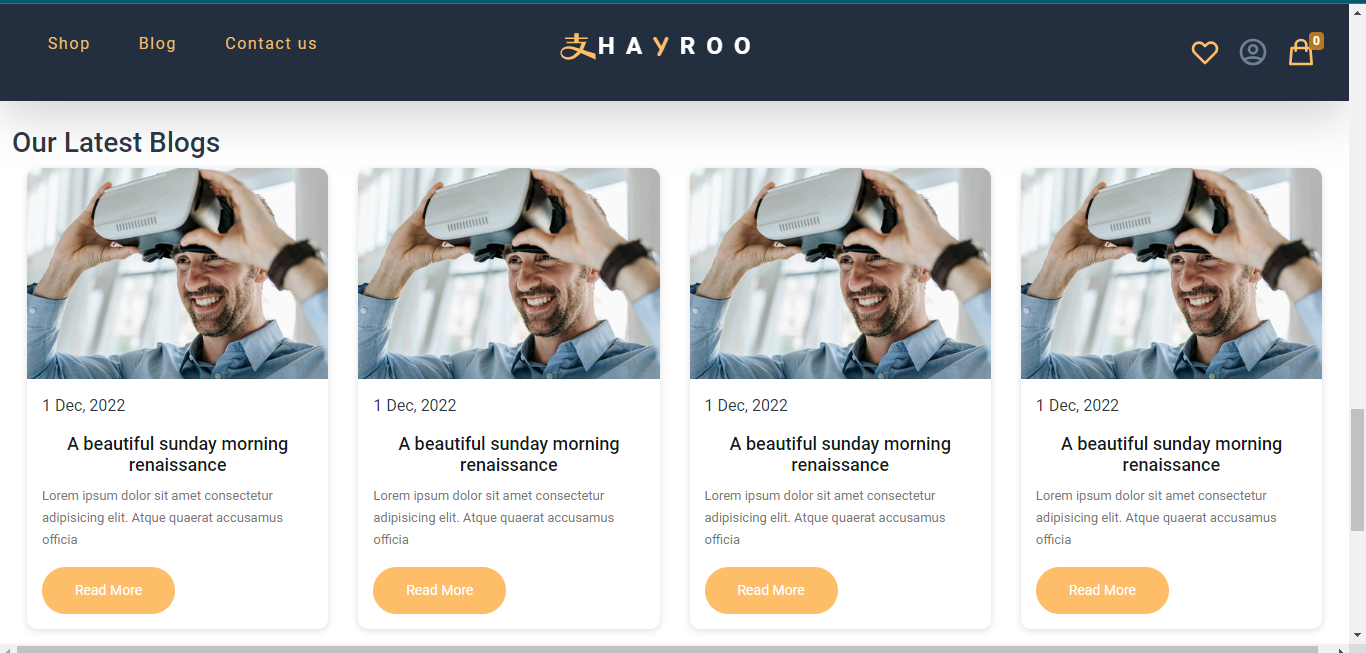 Shop Blog Contact us
支HAYROO
0
Our Latest Blogs
1 Dec, 2022
A beautiful sunday morning
renaissance
Lorem ipsum dolor sit amet consectetur
adipisicing elit. Atque quaerat accusamus
officia
Read More
1 Dec, 2022
A beautiful sunday morning
renaissance
Lorem ipsum dolor sit amet consectetur
adipisicing elit. Atque quaerat accusamus
officia
Read More
1 Dec, 2022
A beautiful sunday morning
renaissance
Lorem ipsum dolor sit amet consectetur
adipisicing elit. Atque quaerat accusamus
officia
Read More
1 Dec, 2022
A beautiful sunday morning
renaissance
Lorem ipsum dolor sit amet consectetur
adipisicing elit. Atque quaerat accusamus
officia
Read More